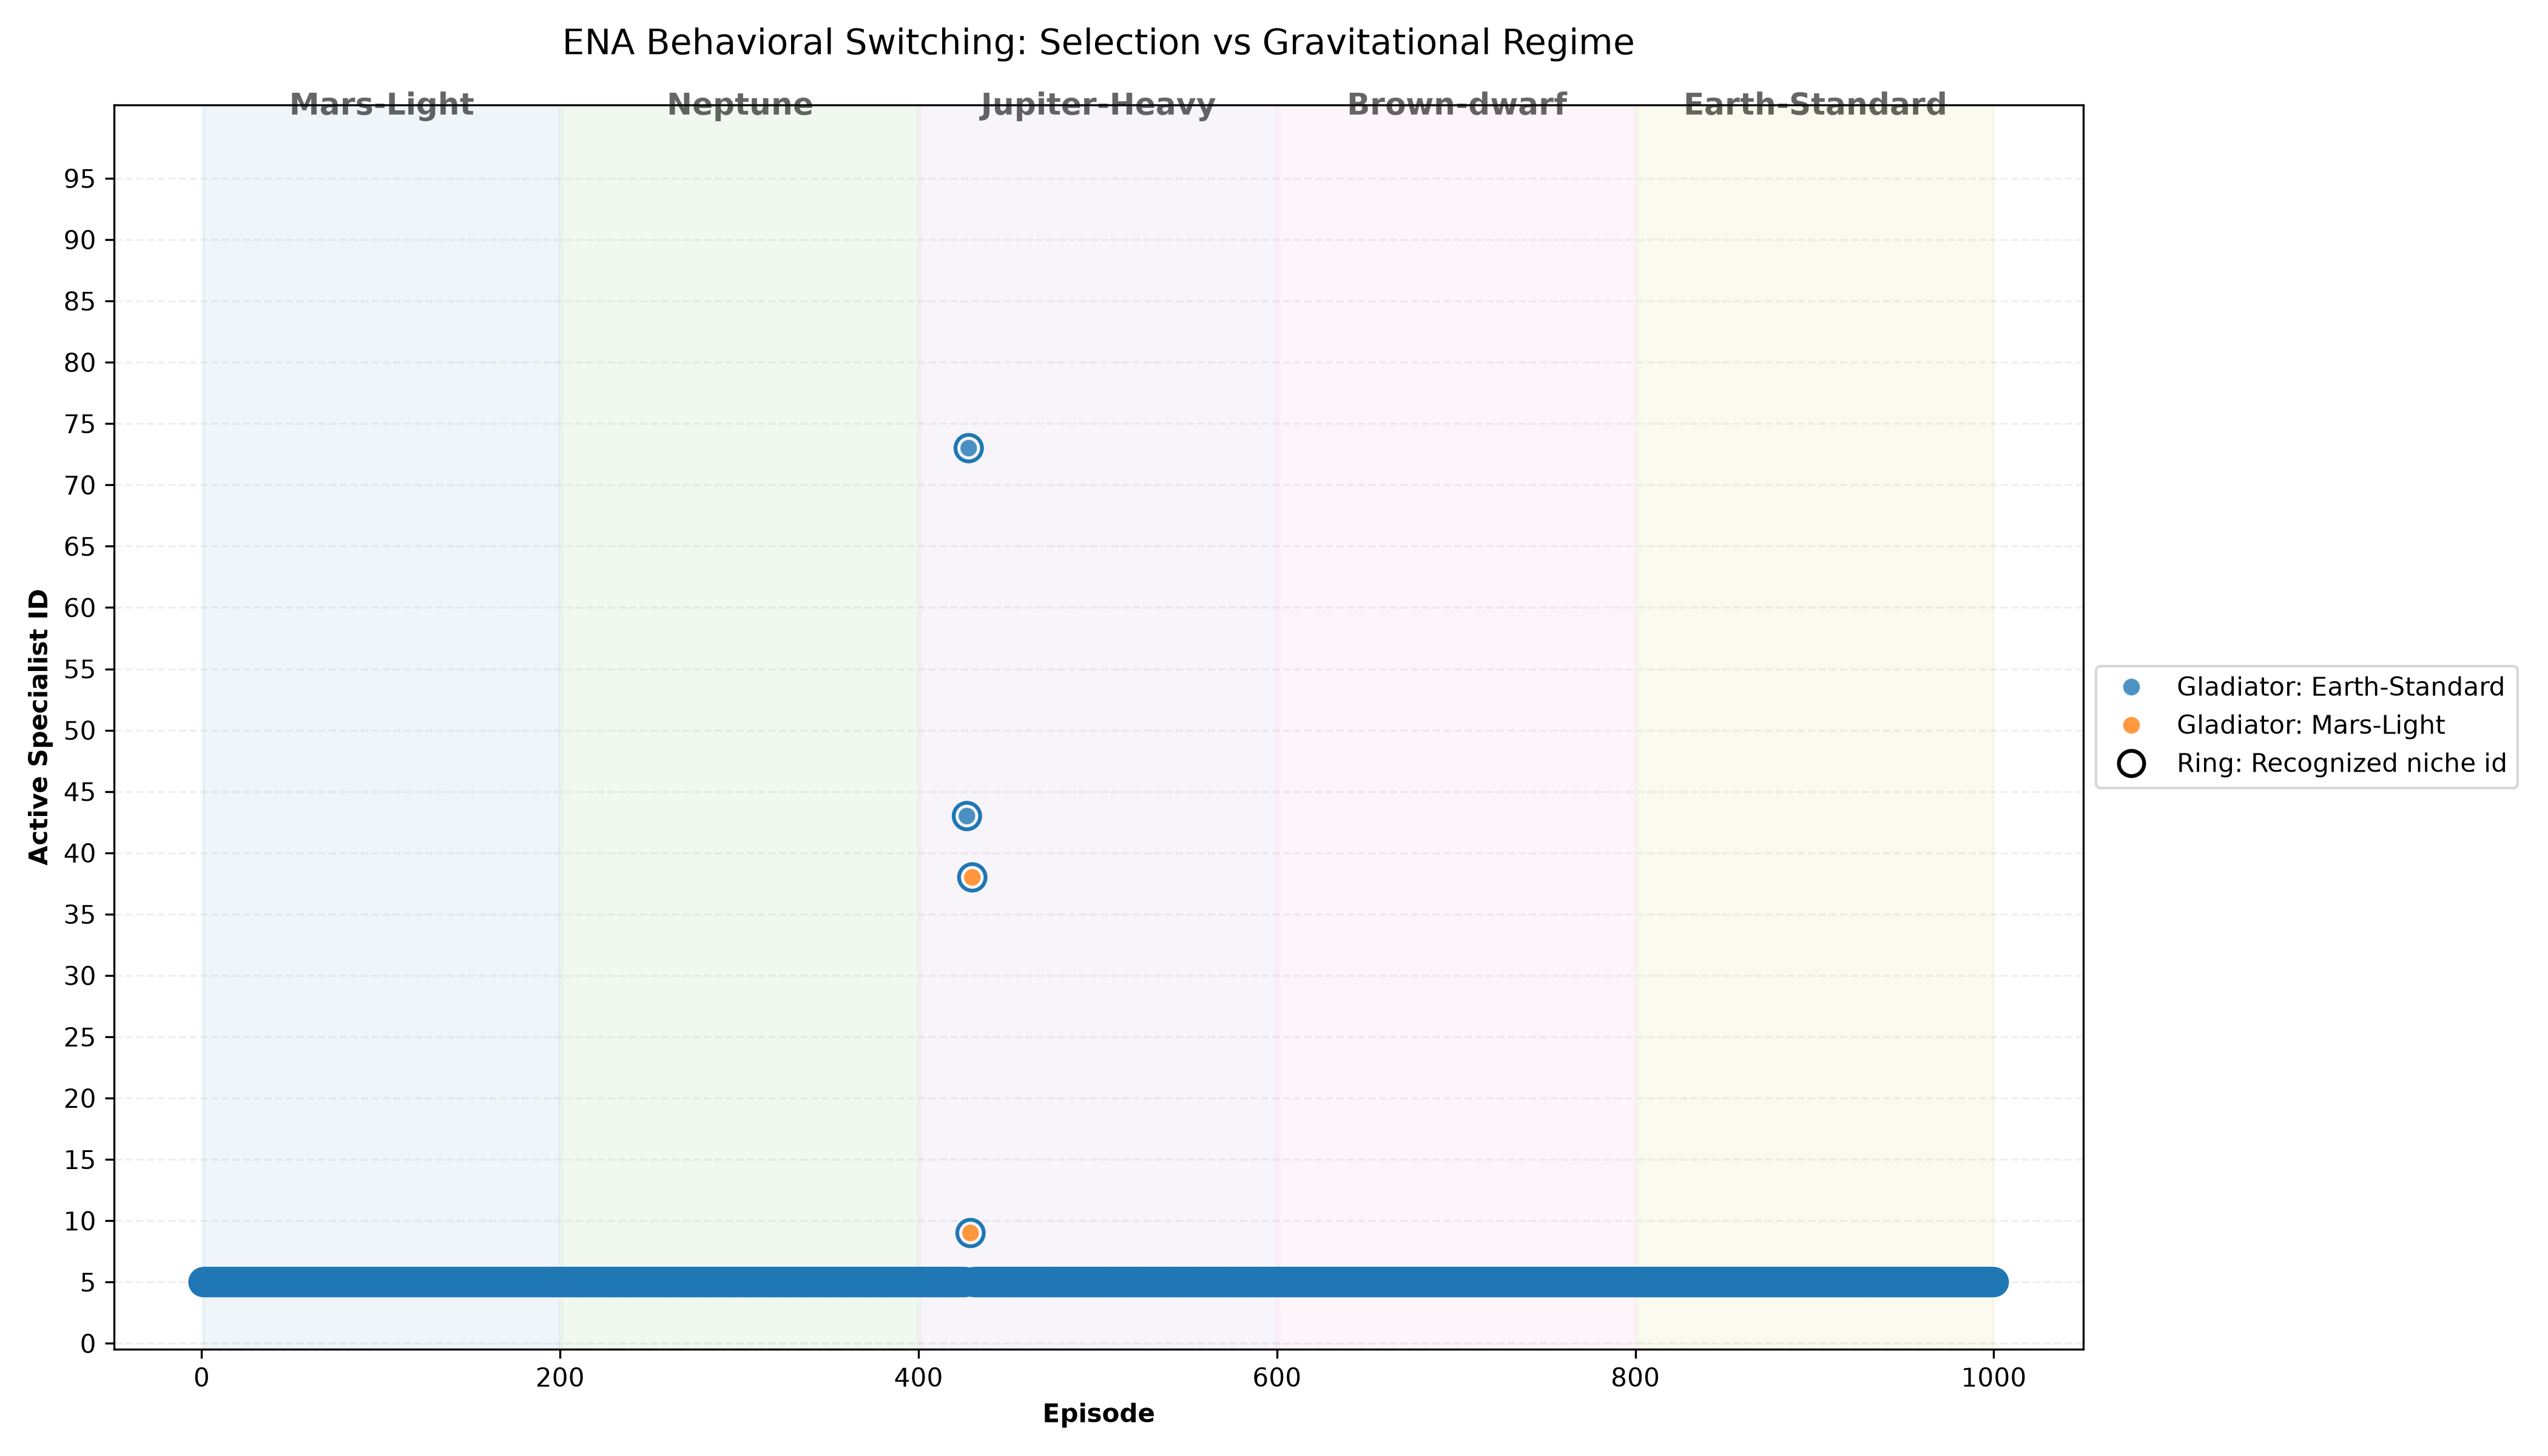 ENA Behavioral Switching: Selection vs Gravitational Regime
Mars-Light Neptune Jupiter-Heavy Brown-dwarf Earth-Standard
95
90
85
80
75
70
65
60
55
50
45
40
35
30
25
20
15
10
5
0
Active Specialist ID
0 200 400 600 800 1000
Episode
Gladiator: Earth-Standard
Gladiator: Mars-Light
Ring: Recognized niche id